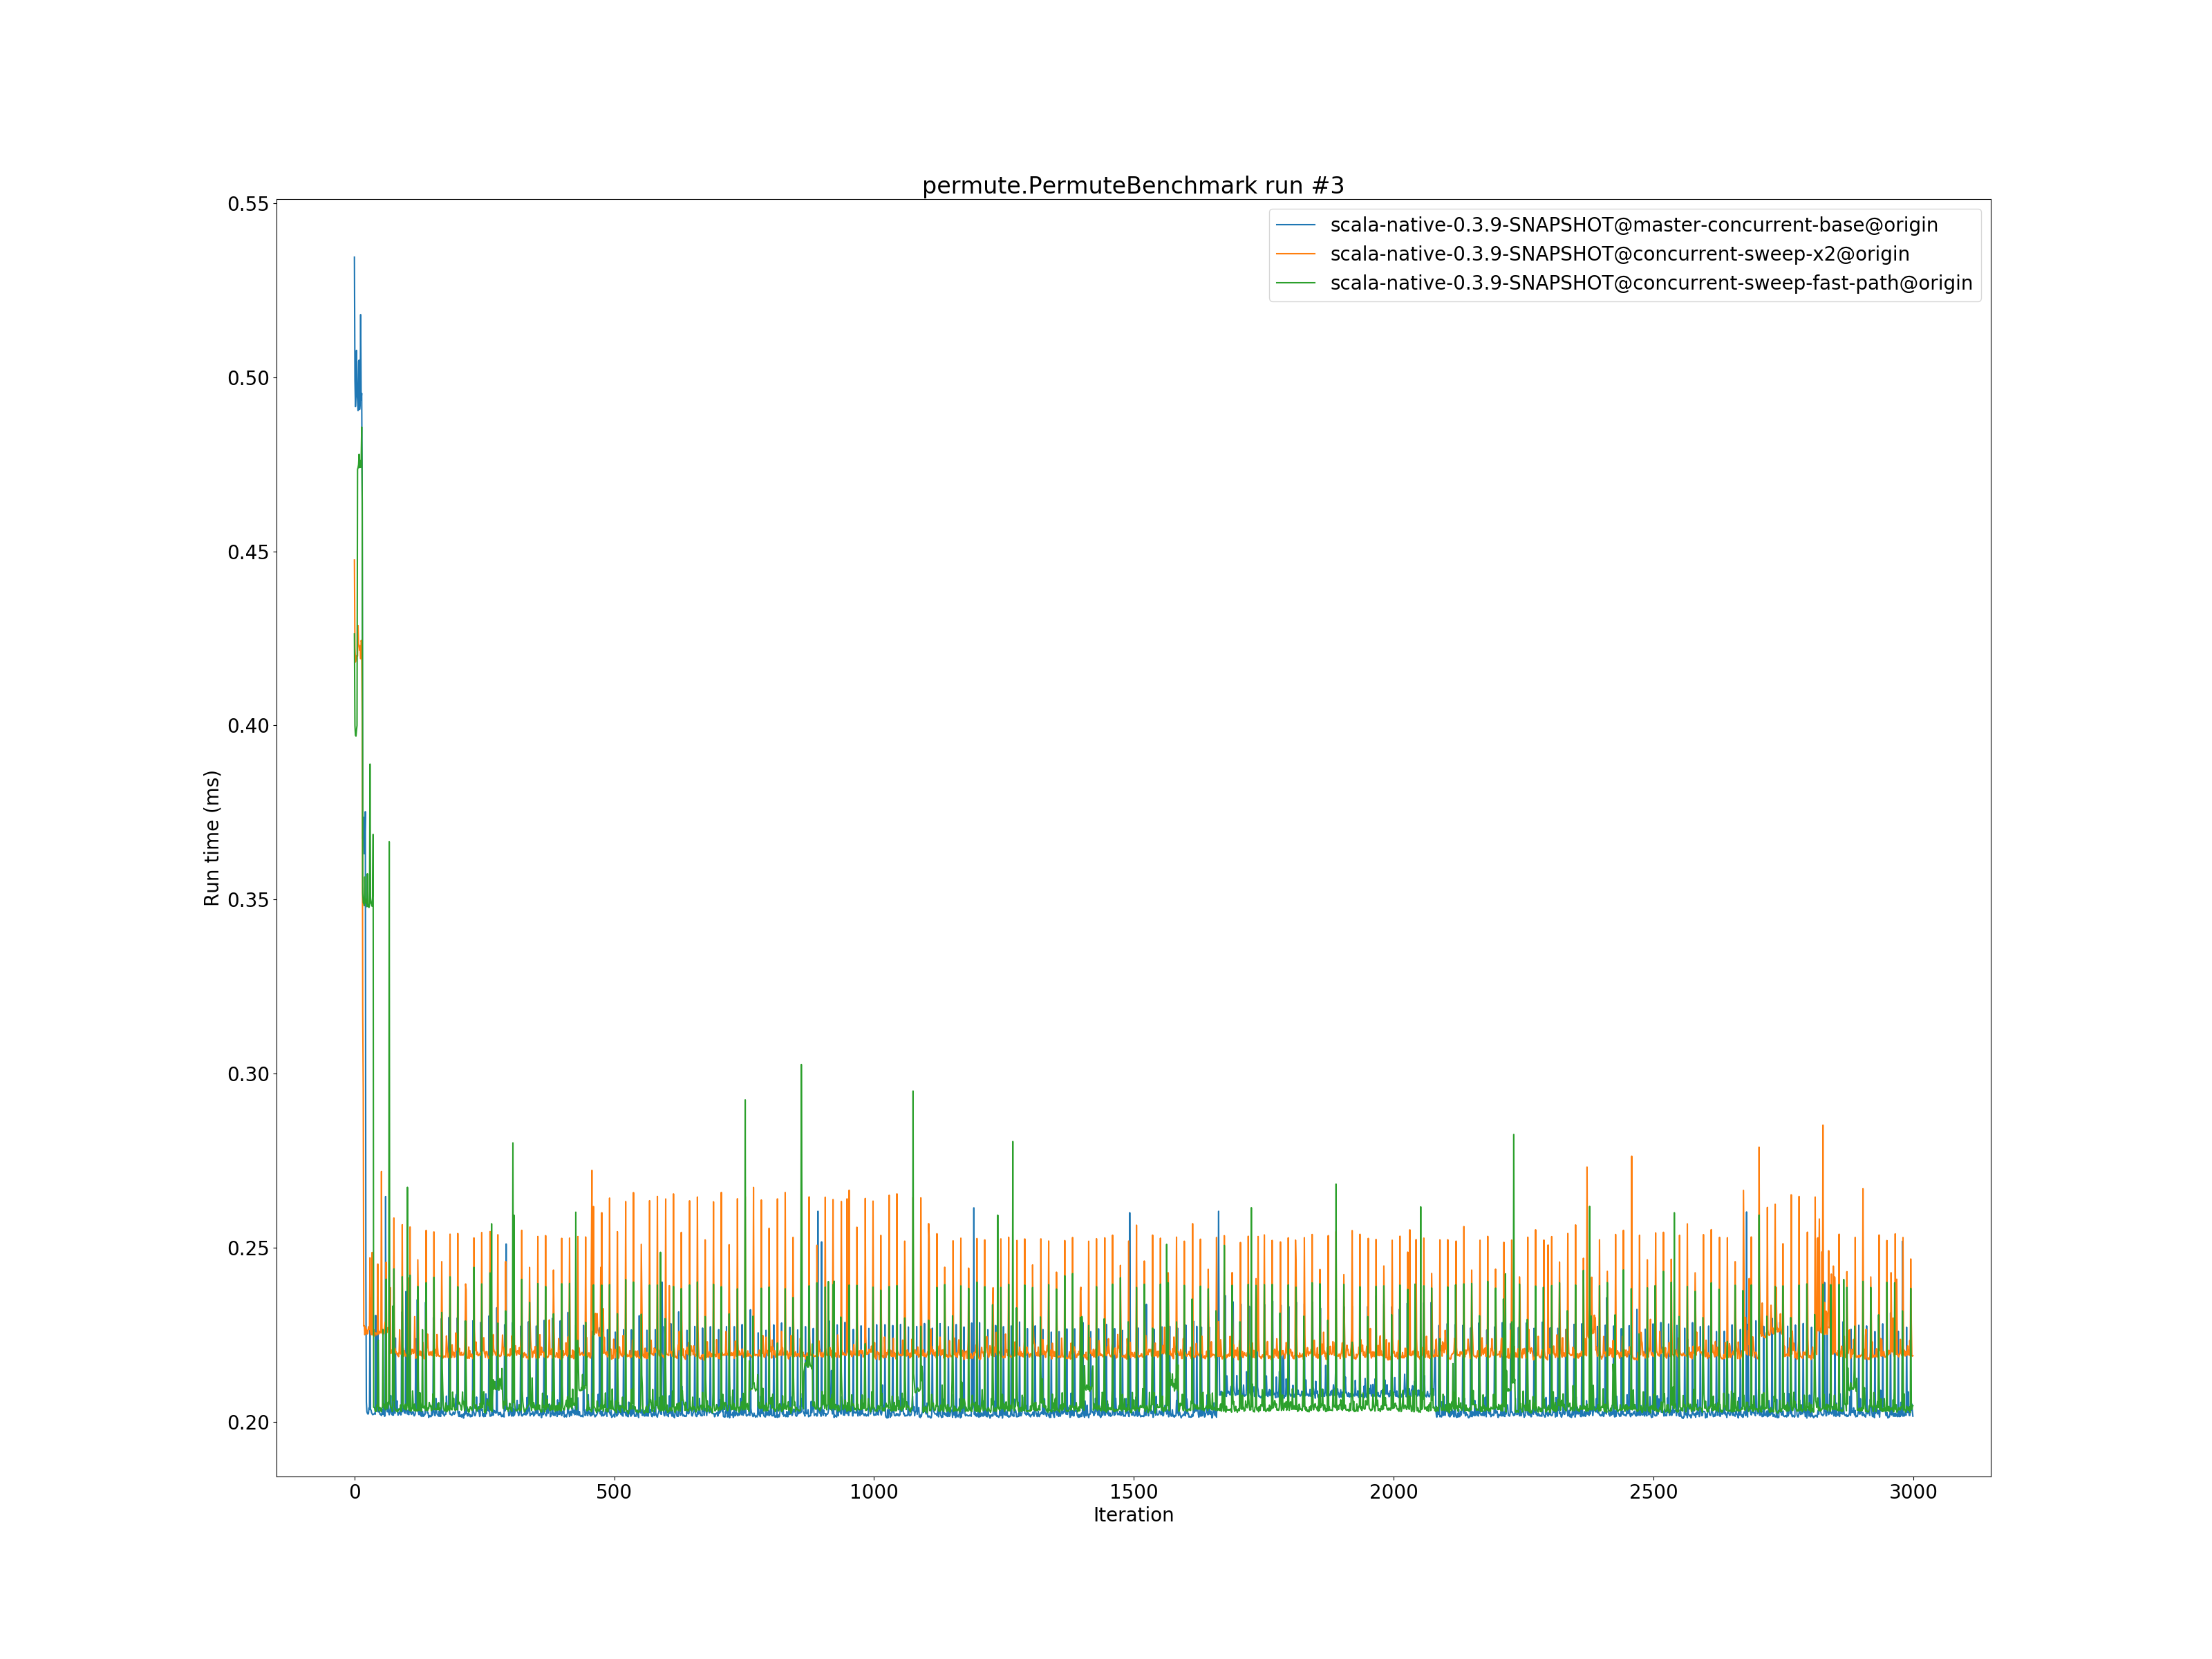 permute.PermuteBenchmark run #3
scala-native-0.3.9-SNAPSHOT@master-concurrent-base@origin
scala-native-0.3.9-SNAPSHOT@concurrent-sweep-x2@origin
scala-native-0.3.9-SNAPSHOT@concurrent-sweep-fast-path@origin
Run time (ms)
0.55
0.50
0.45
0.40
0.35
0.30
0.25
0.20
0 500 1000 1500 2000 2500 3000
Iteration